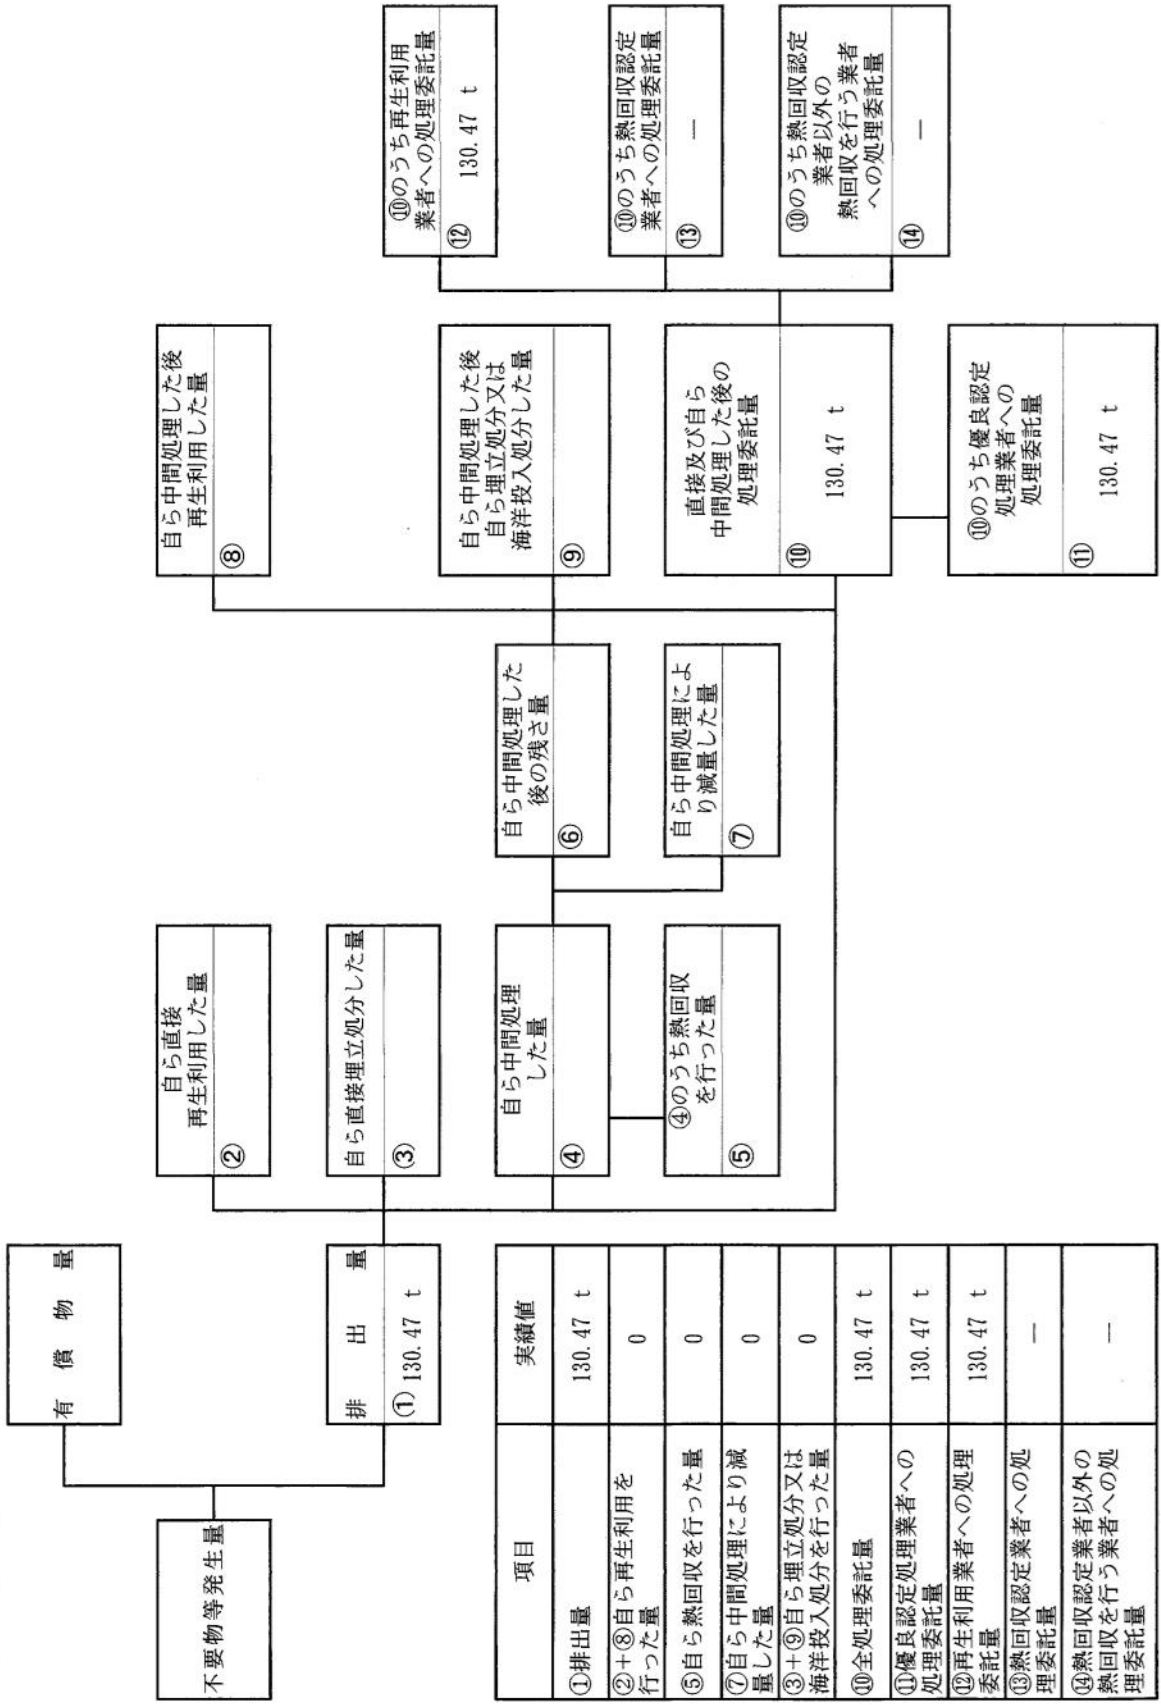 不要物等発生量
有償物量
排出量
① 130.47 t
自ら直接
再生利用した量
②
自ら直接埋立処分した量
③
自ら中間処理
した量
④
④のうち熱回収
を行った量
⑤
自ら中間処理した
後の残さ量
⑥
自ら中間処理によ
り減量した量
⑦
自ら中間処理した後
再生利用した量
⑧
自ら中間処理した後
自ら埋立処分又は
海洋投入処分した量
⑨
直接及び自ら
中間処理した後の
処理委託量
⑩ 130.47 t
⑩のうち優良認定
処理業者への
処理委託量
⑪ 130.47 t
⑩のうち再生利用
業者への処理委託量
⑫ 130.47 t
⑩のうち熱回収認定
業者への処理委託量
⑬ ―
⑩のうち熱回収認定
業者以外の
熱回収を行う業者
への処理委託量
⑭ ―
項目 実績値
①排出量 130.47 t
②+⑧自ら再生利用を
行った量 0
⑤自ら熱回収を行った量 0
⑦自ら中間処理により減
量した量 0
③+⑨自ら埋立処分又は
海洋投入処分を行った量 0
⑩全処理委託量 130.47 t
⑪優良認定処理業者への
処理委託量 130.47 t
⑫再生利用業者への処理
委託量 130.47 t
⑬熱回収認定業者への処
理委託量 ―
⑭熱回収認定業者以外の
熱回収を行う業者への処
理委託量 ―